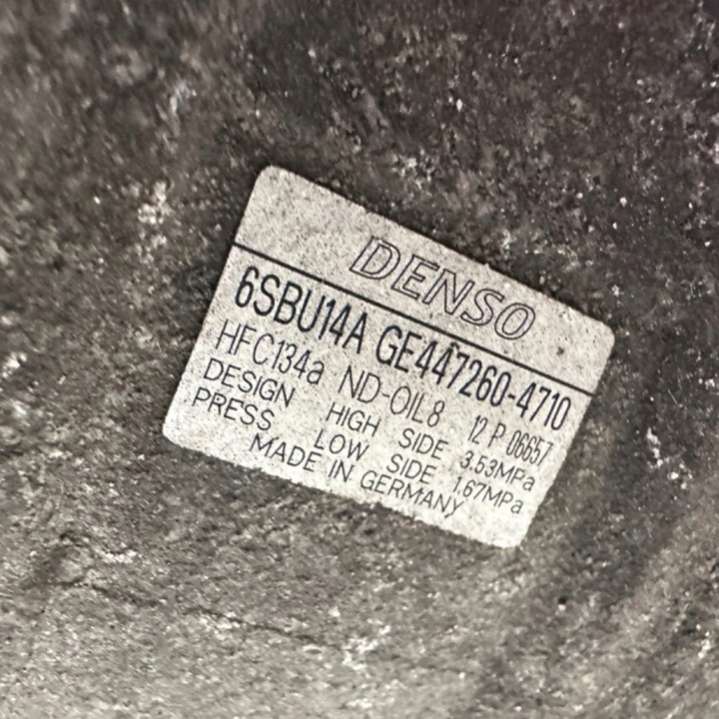 DENSO
6SBU14A GE447260-4710
HFC134a ND-OIL8 12 P 06657
DESIGN HIGH SIDE 3.53MPa
PRESS LOW SIDE 1.67MPa
MADE IN GERMANY